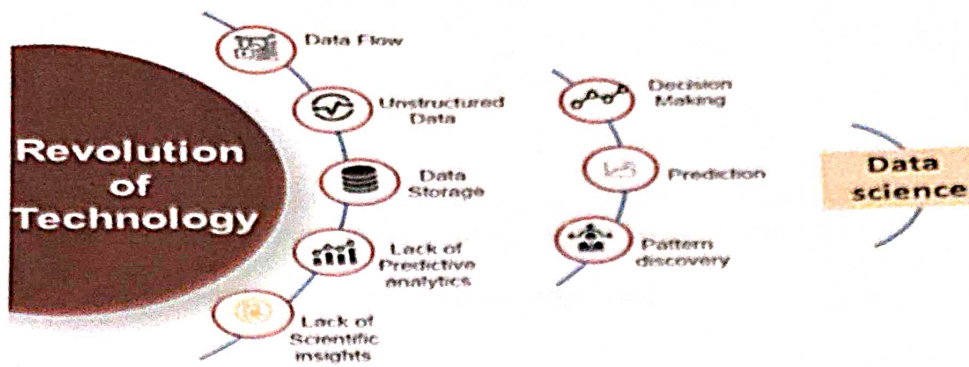 Revolution
of
Technology
Data Flow
Unstructured
Data
Data
Storage
Lack of
Predictive
analytics
Lack of
Scientific
insights
Decision
Making
Prediction
Pattern
discovery
Data
science